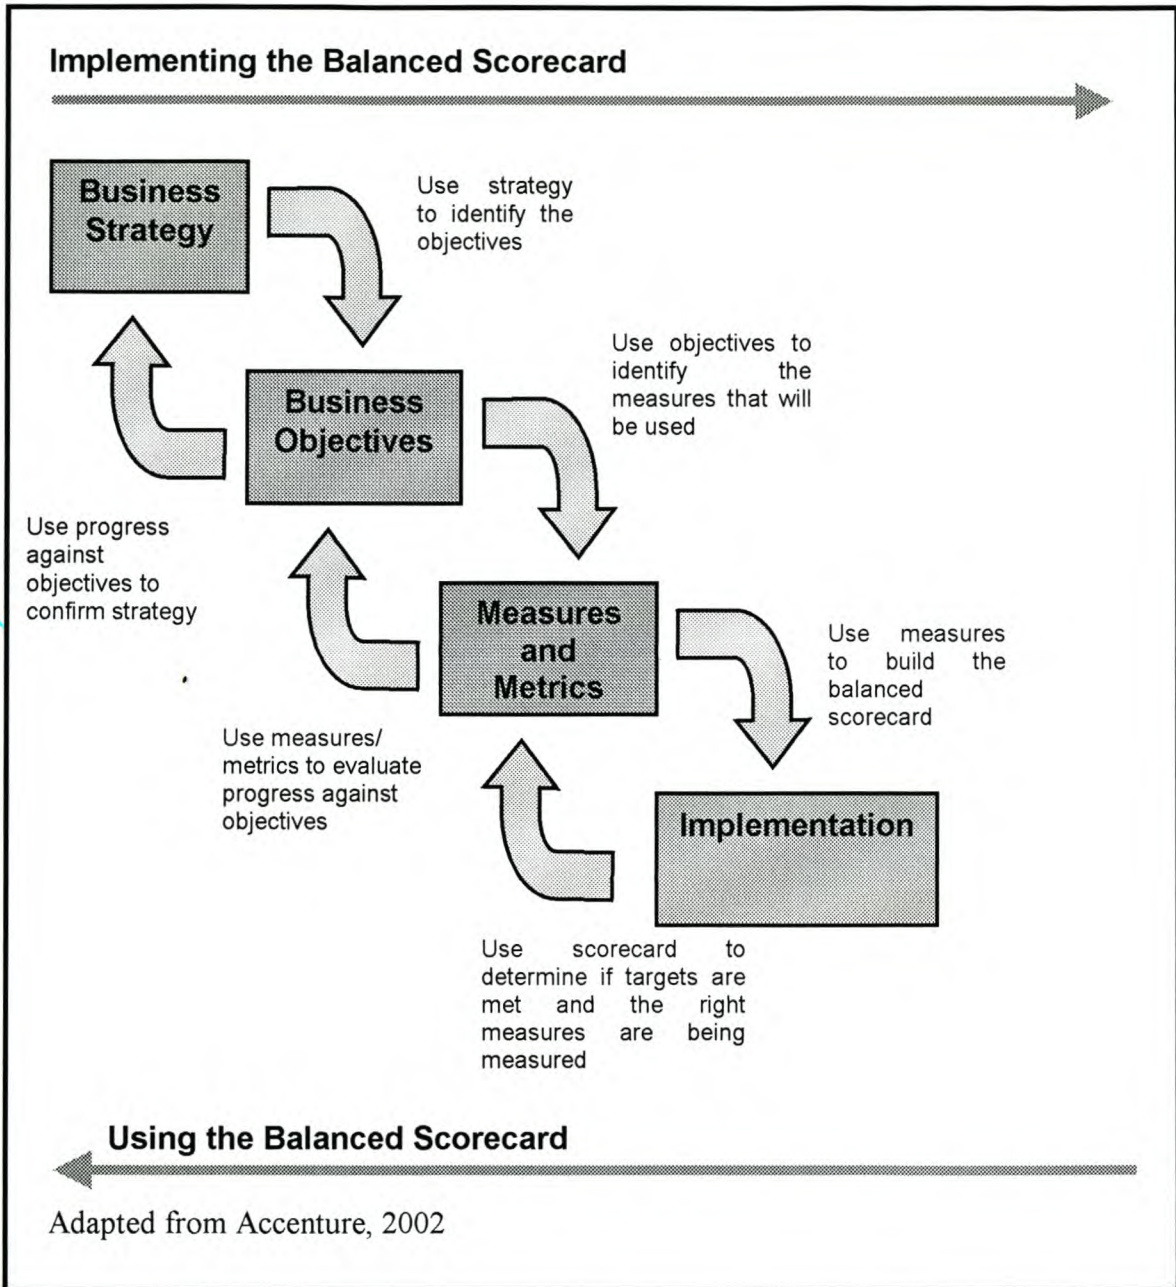 Implementing the Balanced Scorecard
Business
Strategy
Use strategy
to identify the
objectives
Use objectives to
identify the
measures that will
be used
Business
Objectives
Use progress
against
objectives to
confirm strategy
Measures
and
Metrics
Use measures
to build the
balanced
scorecard
Use measures/
metrics to evaluate
progress against
objectives
Implementation
Use scorecard to
determine if targets are
met and the right
measures are being
measured
Using the Balanced Scorecard
Adapted from Accenture, 2002